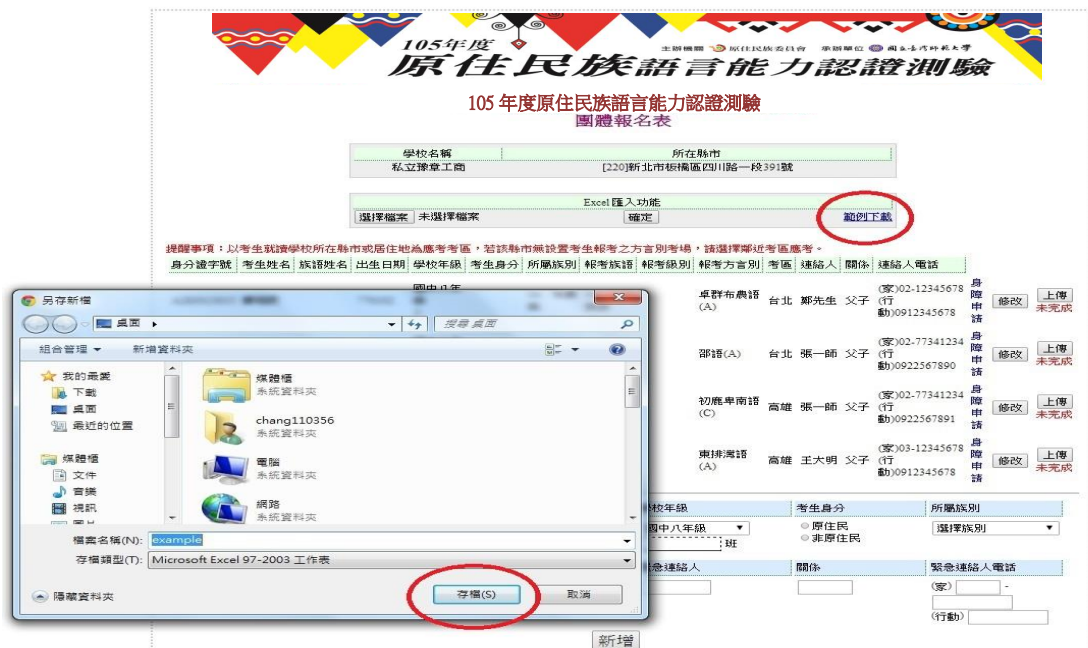 105年度
主辦機關 原住民族委員會 承辦單位 國立臺灣師範大學
原住民族語言能力認證測驗
105 年度原住民族語言能力認證測驗
團體報名表
學校名稱 所在縣市
私立豫章工商 [220]新北市板橋區四川路一段391號
Excel 匯入功能
選擇檔案 未選擇檔案 確定 範例下載
提醒事項：以考生就讀學校所在縣市或居住地為應考考區，若該縣市無設置考生報考之方言別考場，請選擇鄰近考區應考。
身分證字號 考生姓名 族語姓名 出生日期 學校年級 考生身分 所屬族別 報考族語 報考級別 報考方言別 考區 連絡人 關係 連絡人電話
國中八年
卓群布農語(A) 台北 鄭先生 父子 (家)02-12345678 (行動)0912345678 身障申請 修改 上傳 未完成
邵語(A) 台北 張一師 父子 (家)02-77341234 (行動)0922567890 身障申請 修改 上傳 未完成
初鹿卑南語(C) 高雄 張一師 父子 (家)02-77341234 (行動)0922567891 身障申請 修改 上傳 未完成
東排灣語(A) 高雄 王大明 父子 (家)03-12345678 (行動)0912345678 身障申請 修改 上傳 未完成
另存新檔
桌面
搜尋 桌面
組合管理 新增資料夾
我的最愛
下載
桌面
最近的位置
媒體櫃
文件
音樂
視訊
圖片
媒體櫃
系統資料夾
chang110356
系統資料夾
電腦
系統資料夾
網路
系統資料夾
檔案名稱(N): example
存檔類型(T): Microsoft Excel 97-2003 工作表
隱藏資料夾 存檔(S) 取消
學校年級 考生身分 所屬族別
國中八年級 原住民 選擇族別
班 非原住民
緊急連絡人 關係 緊急連絡人電話
(家) -
(行動)
新增